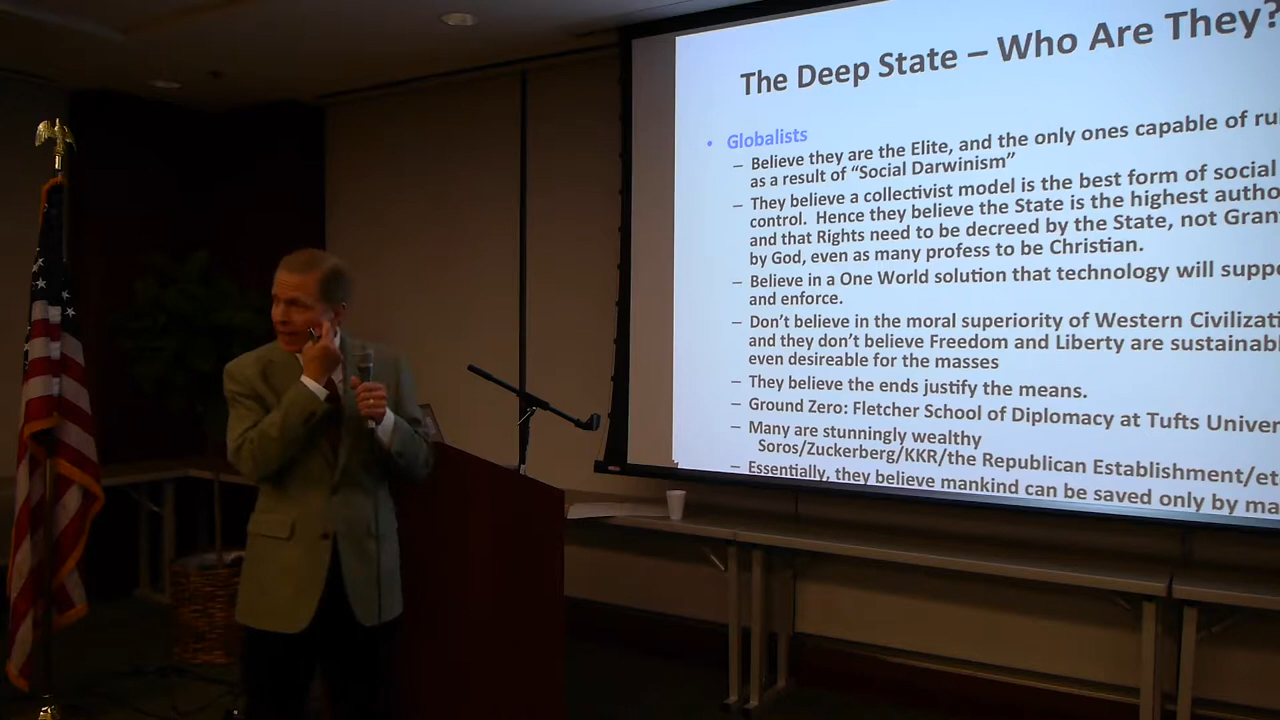 The Deep State – Who Are They?
• Globalists
– Believe they are the Elite, and the only ones capable of ru
as a result of “Social Darwinism”
– They believe a collectivist model is the best form of social
control. Hence they believe the State is the highest autho
and that Rights need to be decreed by the State, not Gran
by God, even as many profess to be Christian.
– Believe in a One World solution that technology will suppo
and enforce.
– Don’t believe in the moral superiority of Western Civilizati
and they don’t believe Freedom and Liberty are sustainabl
even desireable for the masses
– They believe the ends justify the means.
– Ground Zero: Fletcher School of Diplomacy at Tufts Univer
– Many are stunningly wealthy
Soros/Zuckerberg/KKR/the Republican Establishment/et
– Essentially, they believe mankind can be saved only by ma